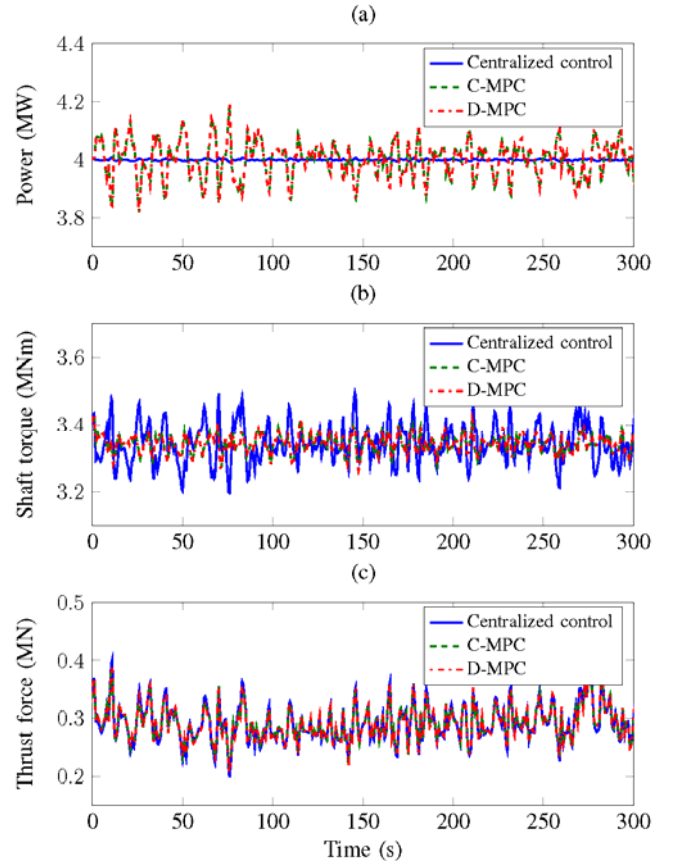 (a)
4.4
4.2
4
3.8
Power (MW)
Centralized control
C-MPC
D-MPC
0 50 100 150 200 250 300
(b)
3.6
3.4
3.2
Shaft torque (MNm)
Centralized control
C-MPC
D-MPC
0 50 100 150 200 250 300
(c)
0.5
0.4
0.3
0.2
Thrust force (MN)
Centralized control
C-MPC
D-MPC
0 50 100 150 200 250 300
Time (s)